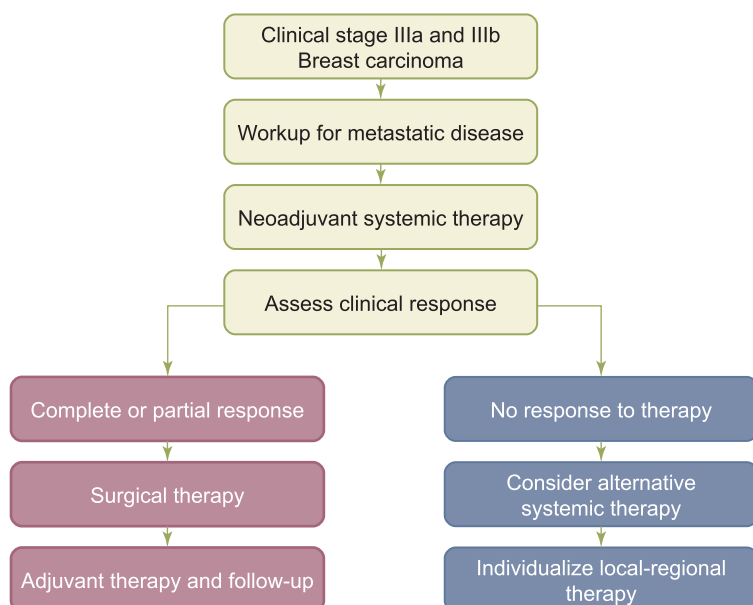 Clinical stage IIIa and IIIb
Breast carcinoma
Workup for metastatic disease
Neoadjuvant systemic therapy
Assess clinical response
Complete or partial response
No response to therapy
Surgical therapy
Consider alternative
systemic therapy
Adjuvant therapy and follow-up
Individualize local-regional
therapy